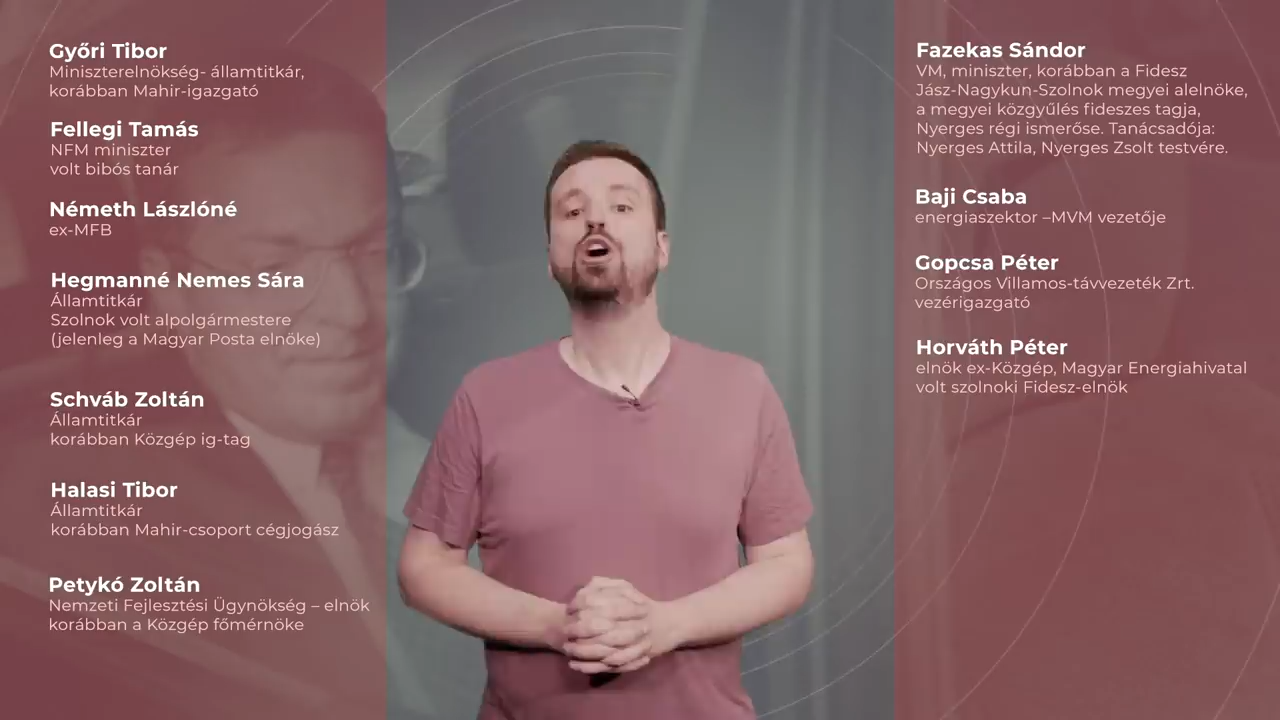 Győri Tibor
Miniszterelnökség- államtitkár,
korábban Mahir-igazgató
Fellegi Tamás
NFM miniszter
volt bibós tanár
Németh Lászlóné
ex-MFB
Hegmanné Nemes Sára
Államtitkár
Szolnok volt alpolgármestere
(jelenleg a Magyar Posta elnöke)
Schváb Zoltán
Államtitkár
korábban Közgép ig-tag
Halasi Tibor
Államtitkár
korábban Mahir-csoport cégjogász
Petykó Zoltán
Nemzeti Fejlesztési Ügynökség – elnök
korábban a Közgép főmérnöke
Fazekas Sándor
VM, miniszter, korábban a Fidesz
Jász-Nagykun-Szolnok megyei alelnöke,
a megyei közgyűlés fideszes tagja,
Nyerges régi ismerőse. Tanácsadója:
Nyerges Attila, Nyerges Zsolt testvére.
Baji Csaba
energiaszektor –MVM vezetője
Gopcsa Péter
Országos Villamos-távvezeték Zrt.
vezérigazgató
Horváth Péter
elnök ex-Közgép, Magyar Energiahivatal
volt szolnoki Fidesz-elnök